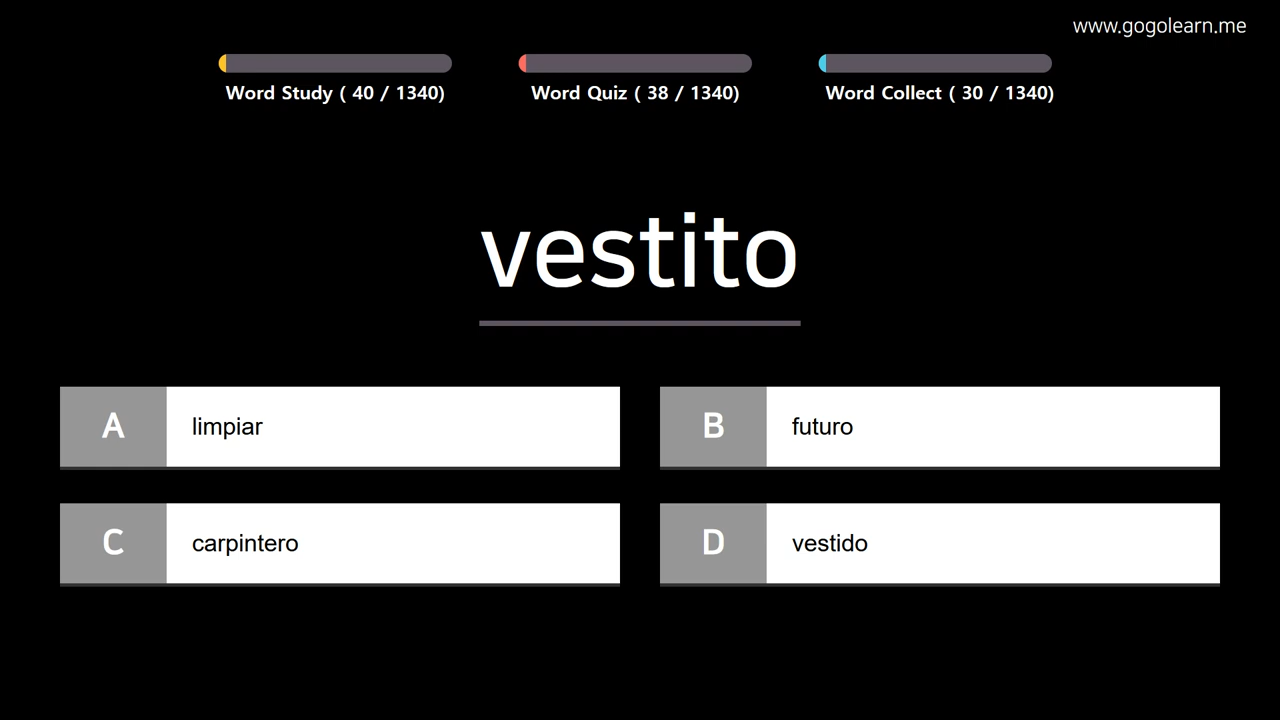 www.gogolearn.me
Word Study ( 40 / 1340)
Word Quiz ( 38 / 1340)
Word Collect ( 30 / 1340)
vestito
A limpiar
B futuro
C carpintero
D vestido